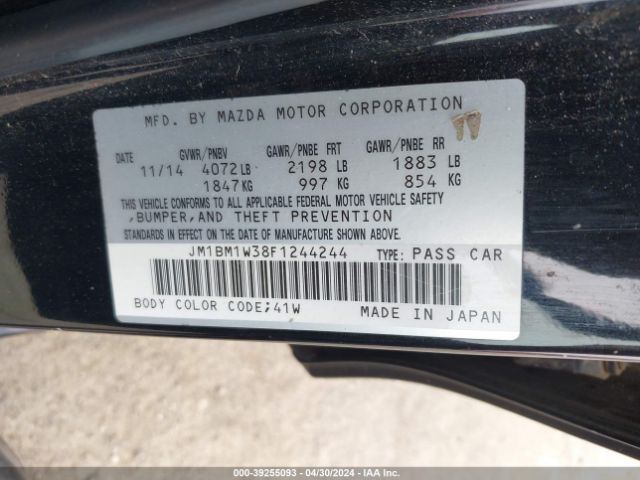 MFD. BY MAZDA MOTOR CORPORATION
DATE GVWR/PNBV GAWR/PNBE FRT GAWR/PNBE RR
11/14 4072 LB 2198 LB 1883 LB
1847 KG 997 KG 854 KG
THIS VEHICLE CONFORMS TO ALL APPLICABLE FEDERAL MOTOR VEHICLE SAFETY
,BUMPER,AND THEFT PREVENTION
STANDARDS IN EFFECT ON THE DATE OF MANUFACTURE SHOWN ABOVE.
JM1BM1W38F1244244 TYPE: PASS CAR
BODY COLOR CODE;41W MADE IN JAPAN
000-39255093 - 04/30/2024 - IAA Inc.